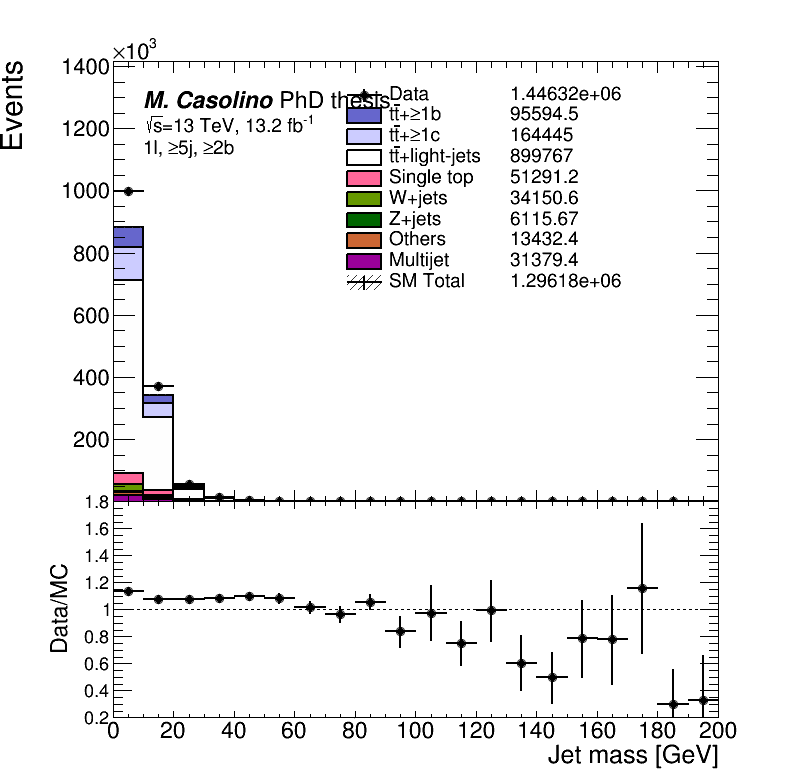 ×10³
Events
1400
1200
1000
800
600
400
200
M. Casolino PhD thesis
√s=13 TeV, 13.2 fb⁻¹
1l, ≥5j, ≥2b
Data 1.44632e+06
tt̄+≥1b 95594.5
tt̄+≥1c 164445
tt̄+light-jets 899767
Single top 51291.2
W+jets 34150.6
Z+jets 6115.67
Others 13432.4
Multijet 31379.4
SM Total 1.29618e+06
Data/MC
1.8
1.6
1.4
1.2
1
0.8
0.6
0.4
0.2
0 20 40 60 80 100 120 140 160 180 200
Jet mass [GeV]